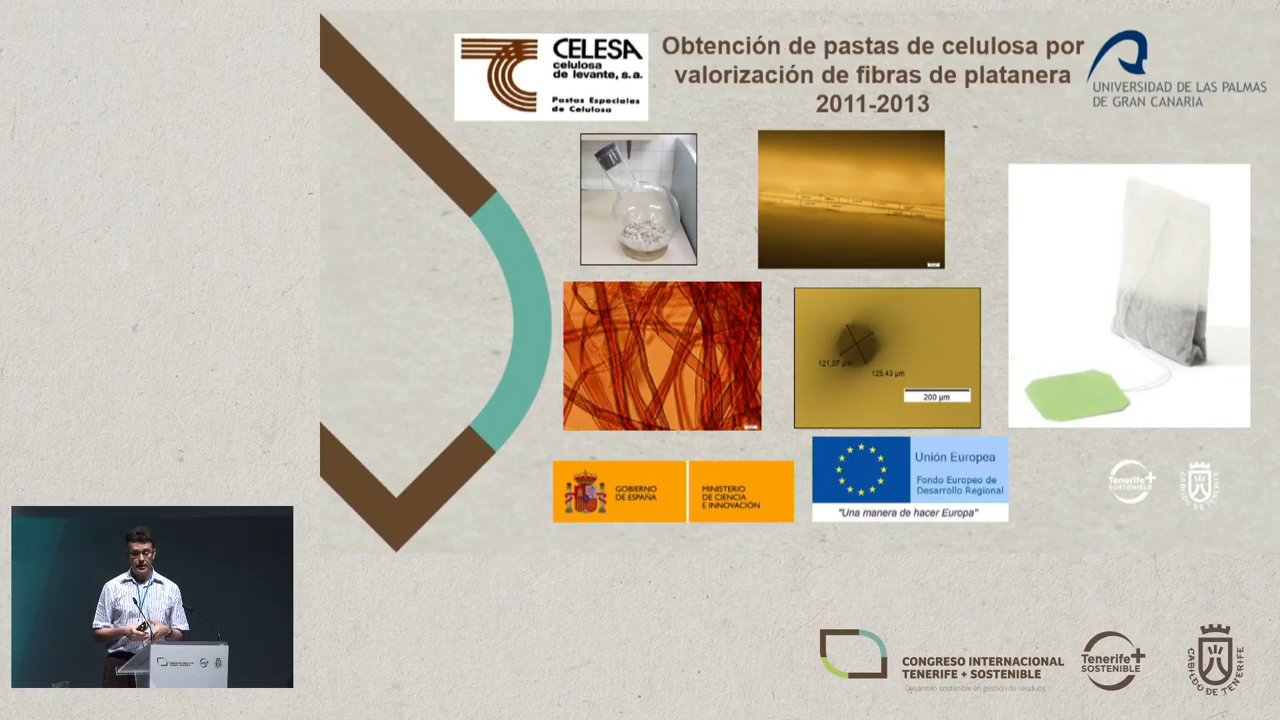 CELESA
celulosa
de levante, s.a.
Pastas Especiales
de Celulosa
Obtención de pastas de celulosa por
valorización de fibras de platanera
2011-2013
UNIVERSIDAD DE LAS PALMAS
DE GRAN CANARIA
121,07 µm
125,43 µm
200 µm
GOBIERNO
DE ESPAÑA
MINISTERIO
DE CIENCIA
E INNOVACIÓN
Unión Europea
Fondo Europeo de
Desarrollo Regional
"Una manera de hacer Europa"
Tenerife+
SOSTENIBLE
CABILDO DE TENERIFE
CONGRESO INTERNACIONAL
TENERIFE + SOSTENIBLE
Desarrollo sostenible en gestión de residuos
Tenerife+
SOSTENIBLE
CABILDO DE TENERIFE